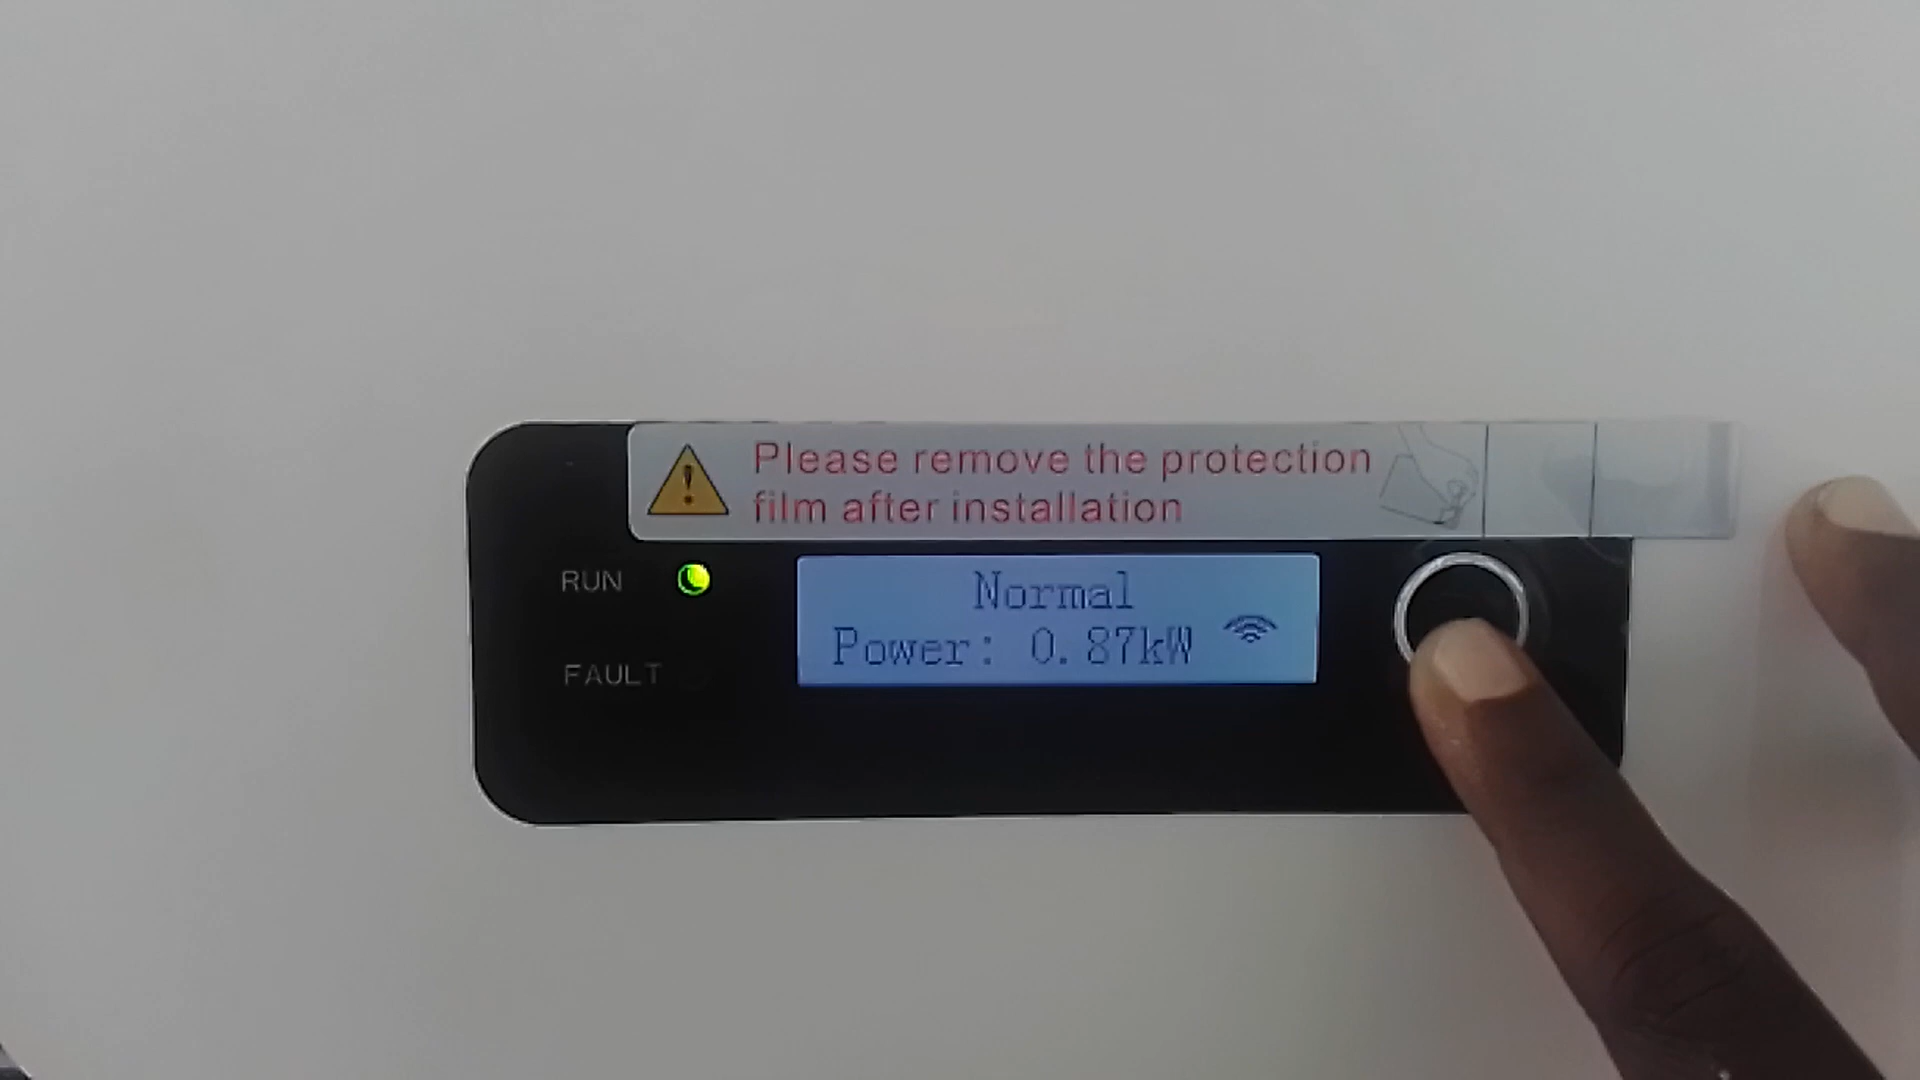 Please remove the protection
film after installation
RUN
Normal
Power: 0.87kW
FAULT